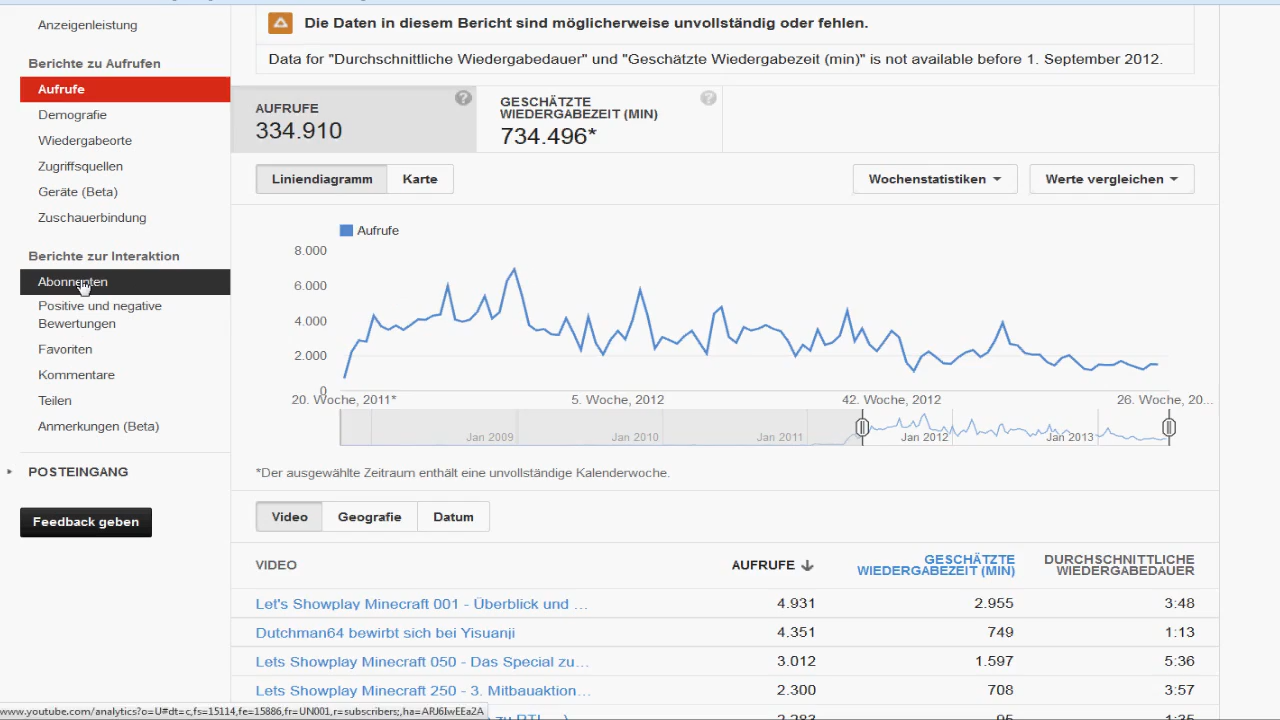 Anzeigenleistung
Berichte zu Aufrufen
Aufrufe
Demografie
Wiedergabeorte
Zugriffsquellen
Geräte (Beta)
Zuschauerbindung
Berichte zur Interaktion
Abonnenten
Positive und negative
Bewertungen
Favoriten
Kommentare
Teilen
Anmerkungen (Beta)
POSTEINGANG
Feedback geben
Die Daten in diesem Bericht sind möglicherweise unvollständig oder fehlen.
Data for "Durchschnittliche Wiedergabedauer" und "Geschätzte Wiedergabezeit (min)" is not available before 1. September 2012.
AUFRUFE
334.910
GESCHÄTZTE
WIEDERGABEZEIT (MIN)
734.496*
Liniendiagramm Karte Wochenstatistiken Werte vergleichen
Aufrufe
8.000
6.000
4.000
2.000
0
20. Woche, 2011* 5. Woche, 2012 42. Woche, 2012 26. Woche, 20...
Jan 2009 Jan 2010 Jan 2011 Jan 2012 Jan 2013
*Der ausgewählte Zeitraum enthält eine unvollständige Kalenderwoche.
Video Geografie Datum
VIDEO AUFRUFE GESCHÄTZTE WIEDERGABEZEIT (MIN) DURCHSCHNITTLICHE WIEDERGABEDAUER
Let's Showplay Minecraft 001 - Überblick und ... 4.931 2.955 3:48
Dutchman64 bewirbt sich bei Yisuanji 4.351 749 1:13
Lets Showplay Minecraft 050 - Das Special zu... 3.012 1.597 5:36
Lets Showplay Minecraft 250 - 3. Mitbauaktion... 2.300 708 3:57